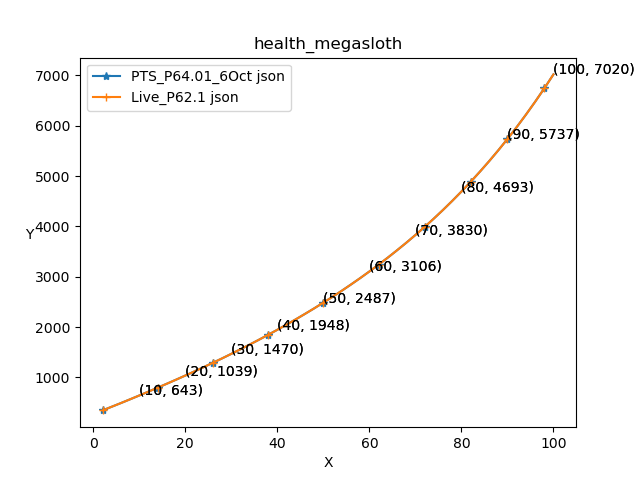 health_megasloth
PTS_P64.01_6Oct json
Live_P62.1 json
(100, 7020)
(90, 5737)
(80, 4693)
(70, 3830)
(60, 3106)
(50, 2487)
(40, 1948)
(30, 1470)
(20, 1039)
(10, 643)
Y
7000
6000
5000
4000
3000
2000
1000
0 20 40 60 80 100
X